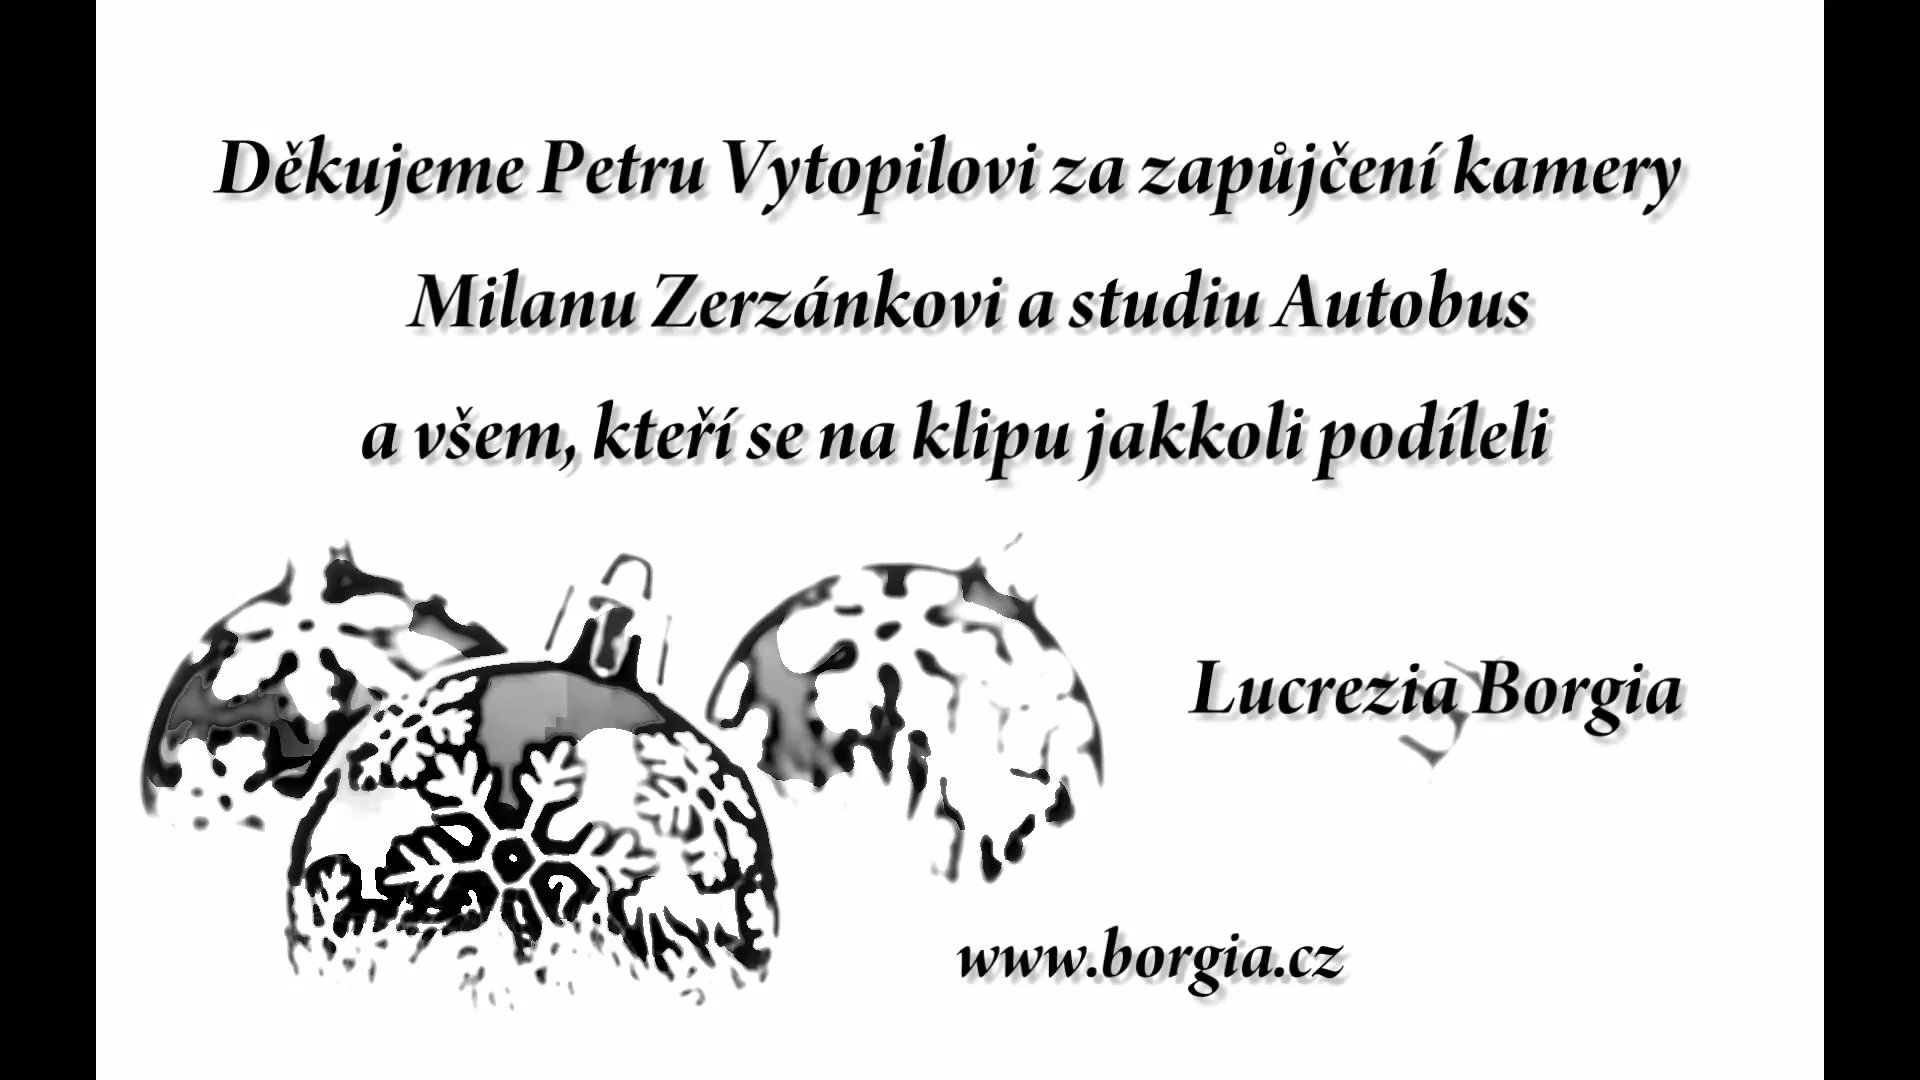 Děkujeme Petru Vytopilovi za zapůjčení kamery
Milanu Zerzánkovi a studiu Autobus
a všem, kteří se na klipu jakkoli podíleli
Lucrezia Borgia
www.borgia.cz